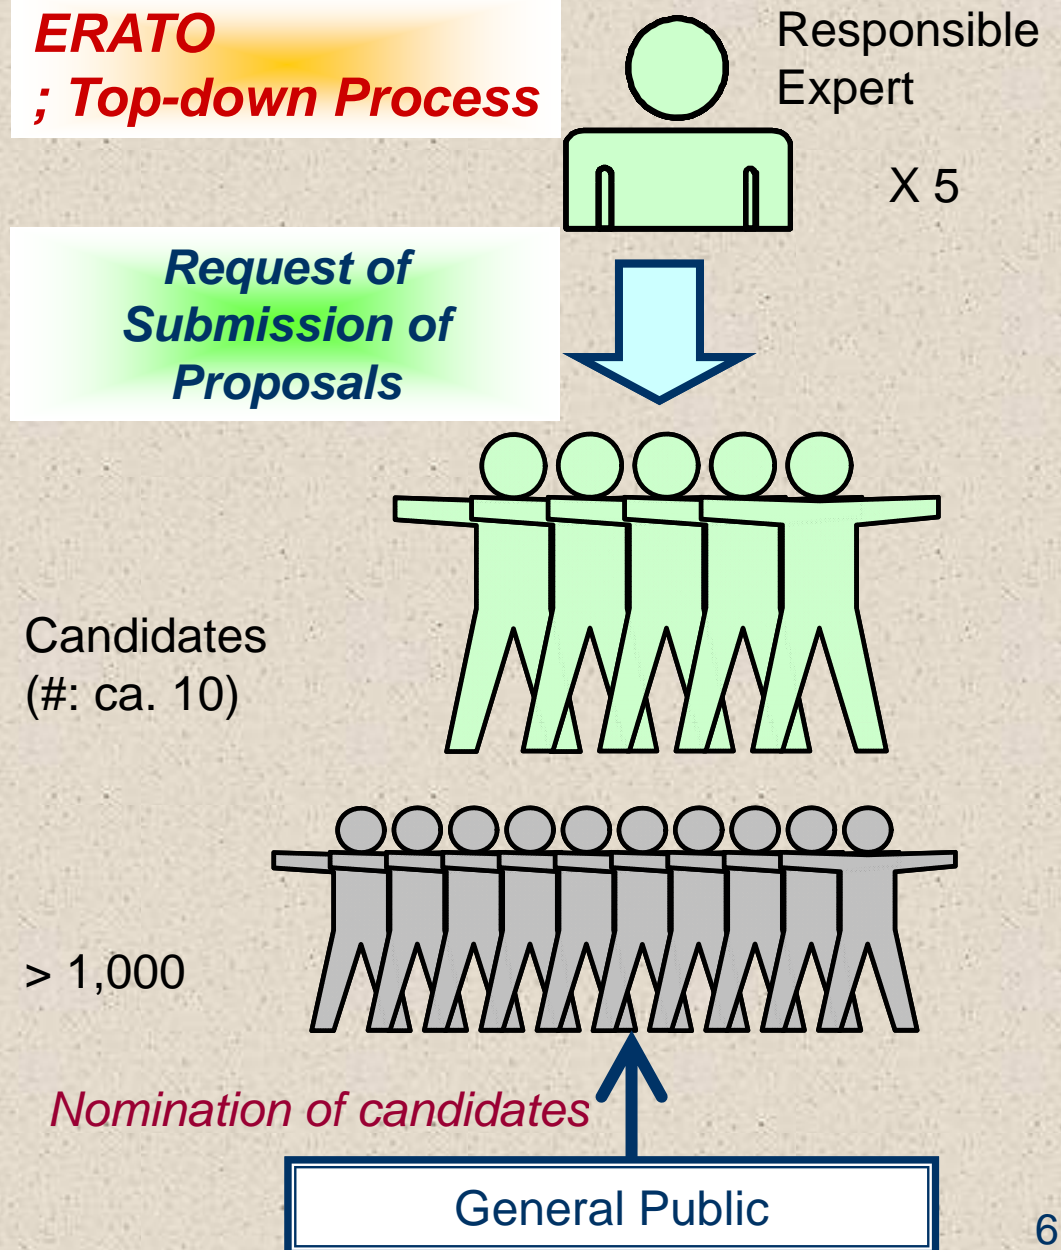 ERATO
; Top-down Process
Responsible
Expert
X 5
Request of
Submission of
Proposals
Candidates
(#: ca. 10)
> 1,000
Nomination of candidates
General Public
6